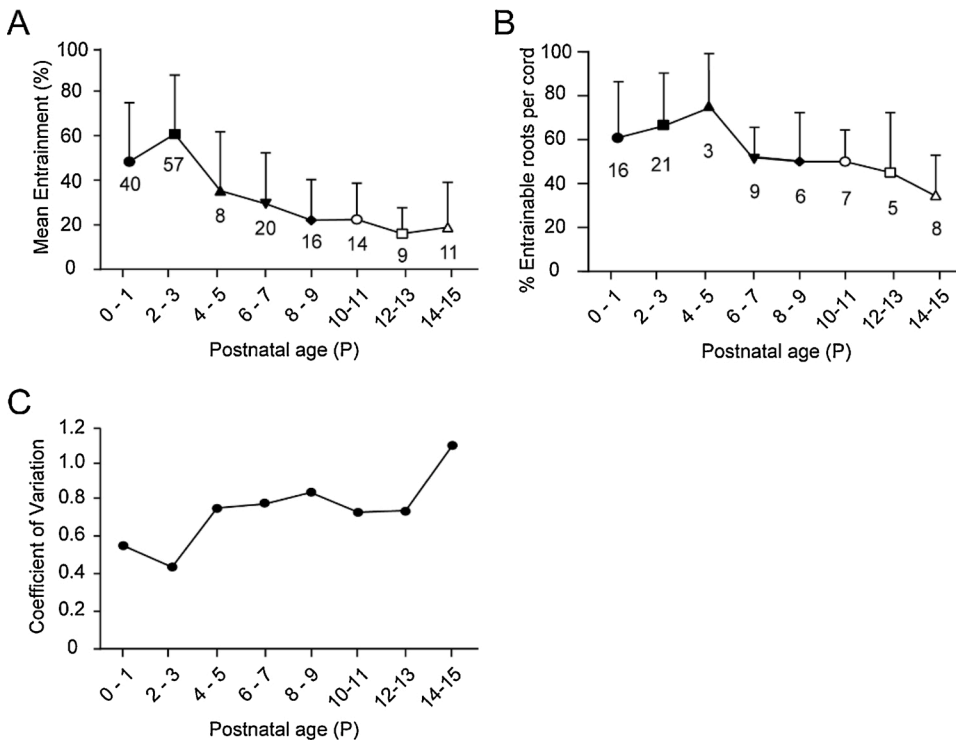 A
Mean Entrainment (%)
100
80
60
40
20
0
40
57
8
20
16
14
9
11
0 - 1
2 - 3
4 - 5
6 - 7
8 - 9
10-11
12-13
14-15
Postnatal age (P)
B
% Entrainable roots per cord
100
80
60
40
20
0
16
21
3
9
6
7
5
8
0 - 1
2 - 3
4 - 5
6 - 7
8 - 9
10-11
12-13
14-15
Postnatal age (P)
C
Coefficient of Variation
1.2
1.0
0.8
0.6
0.4
0.2
0
0 - 1
2 - 3
4 - 5
6 - 7
8 - 9
10-11
12-13
14-15
Postnatal age (P)